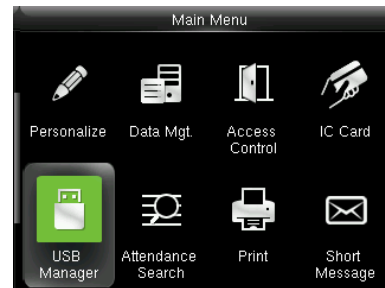 Main Menu
Personalize
Data Mgt.
Access
Control
IC Card
USB
Manager
Attendance
Search
Print
Short
Message